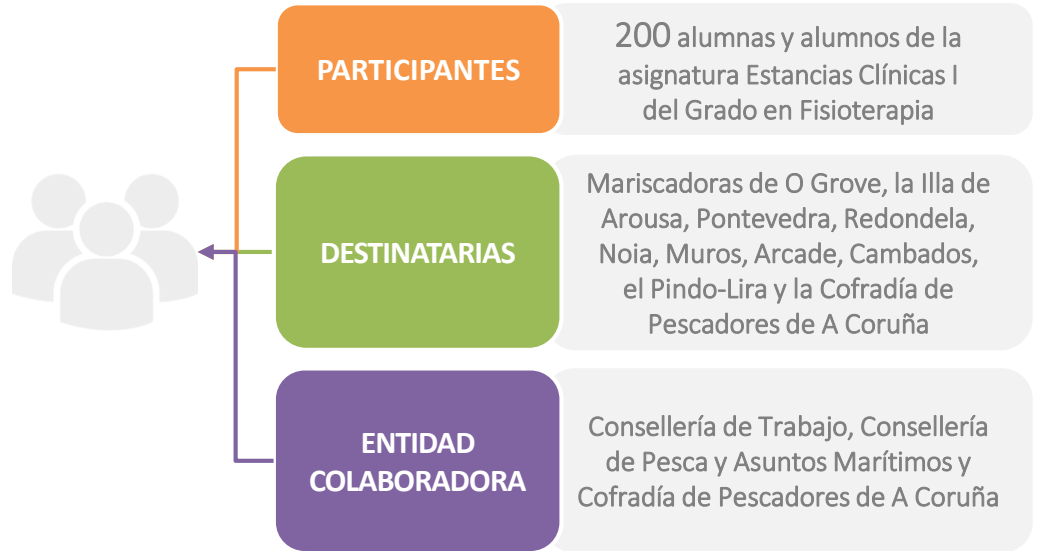 PARTICIPANTES
200 alumnas y alumnos de la
asignatura Estancias Clínicas I
del Grado en Fisioterapia
DESTINATARIAS
Mariscadoras de O Grove, la Illa de
Arousa, Pontevedra, Redondela,
Noia, Muros, Arcade, Cambados,
el Pindo-Lira y la Cofradía de
Pescadores de A Coruña
ENTIDAD
COLABORADORA
Consellería de Trabajo, Consellería
de Pesca y Asuntos Marítimos y
Cofradía de Pescadores de A Coruña